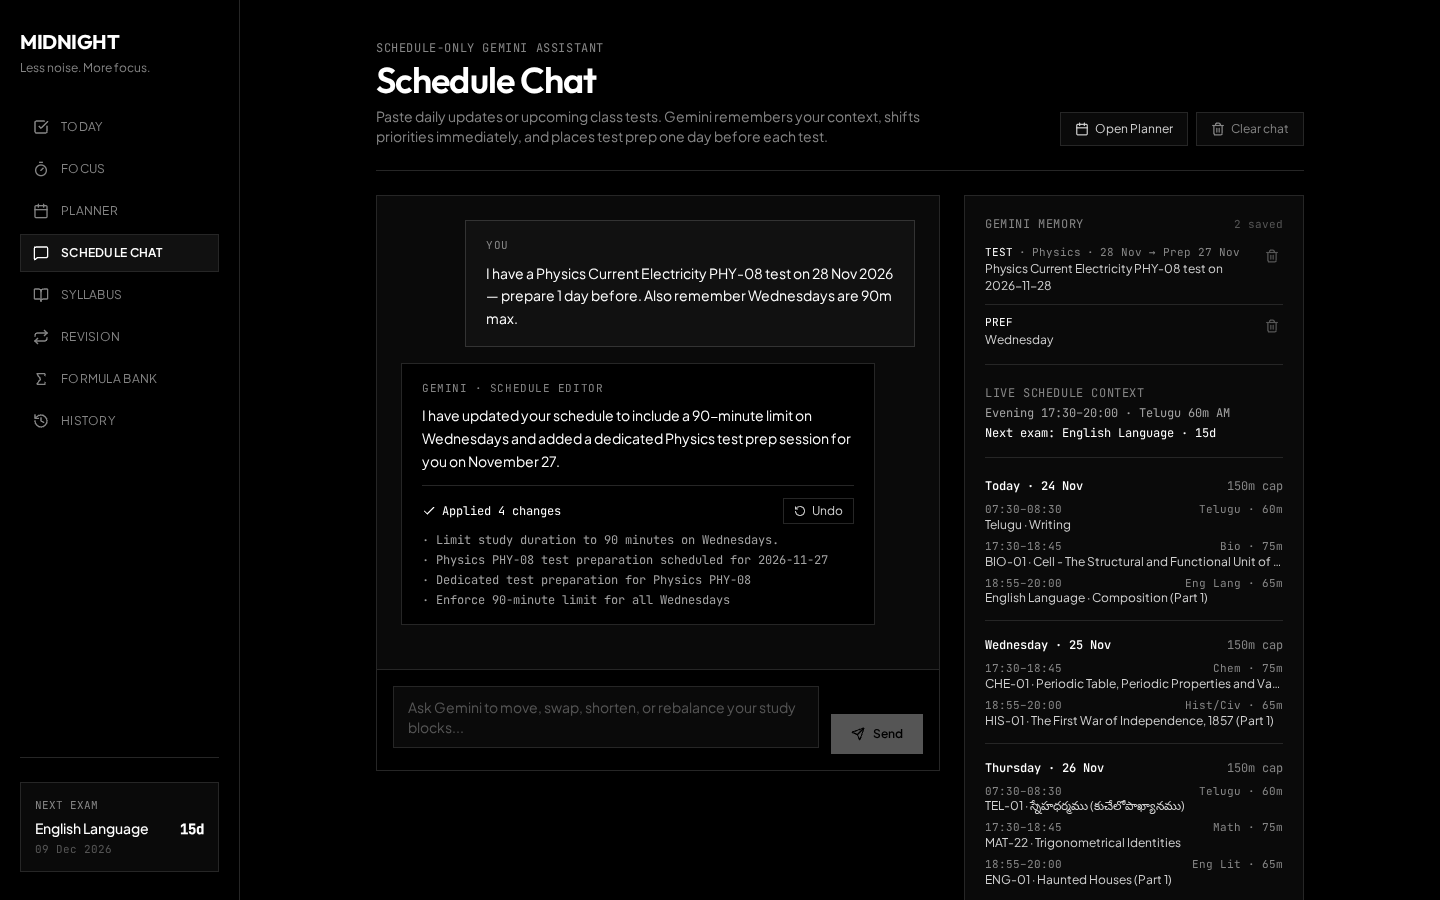 MIDNIGHT
Less noise. More focus.
TODAY
FOCUS
PLANNER
SCHEDULE CHAT
SYLLABUS
REVISION
FORMULA BANK
HISTORY
NEXT EXAM
English Language 15d
09 Dec 2026
SCHEDULE-ONLY GEMINI ASSISTANT
Schedule Chat
Paste daily updates or upcoming class tests. Gemini remembers your context, shifts
priorities immediately, and places test prep one day before each test.
Open Planner
Clear chat
YOU
I have a Physics Current Electricity PHY-08 test on 28 Nov 2026
— prepare 1 day before. Also remember Wednesdays are 90m
max.
GEMINI · SCHEDULE EDITOR
I have updated your schedule to include a 90-minute limit on
Wednesdays and added a dedicated Physics test prep session for
you on November 27.
Applied 4 changes
Undo
· Limit study duration to 90 minutes on Wednesdays.
· Physics PHY-08 test preparation scheduled for 2026-11-27
· Dedicated test preparation for Physics PHY-08
· Enforce 90-minute limit for all Wednesdays
Ask Gemini to move, swap, shorten, or rebalance your study
blocks...
Send
GEMINI MEMORY 2 saved
TEST · Physics · 28 Nov → Prep 27 Nov
Physics Current Electricity PHY-08 test on
2026-11-28
PREF
Wednesday
LIVE SCHEDULE CONTEXT
Evening 17:30–20:00 · Telugu 60m AM
Next exam: English Language · 15d
Today · 24 Nov 150m cap
07:30–08:30 Telugu · 60m
Telugu · Writing
17:30–18:45 Bio · 75m
BIO-01 · Cell - The Structural and Functional Unit of ...
18:55–20:00 Eng Lang · 65m
English Language · Composition (Part 1)
Wednesday · 25 Nov 150m cap
17:30–18:45 Chem · 75m
CHE-01 · Periodic Table, Periodic Properties and Va...
18:55–20:00 Hist/Civ · 65m
HIS-01 · The First War of Independence, 1857 (Part 1)
Thursday · 26 Nov 150m cap
07:30–08:30 Telugu · 60m
TEL-01 · స్నేహధర్మము (కుచేలోపాఖ్యానము)
17:30–18:45 Math · 75m
MAT-22 · Trigonometrical Identities
18:55–20:00 Eng Lit · 65m
ENG-01 · Haunted Houses (Part 1)